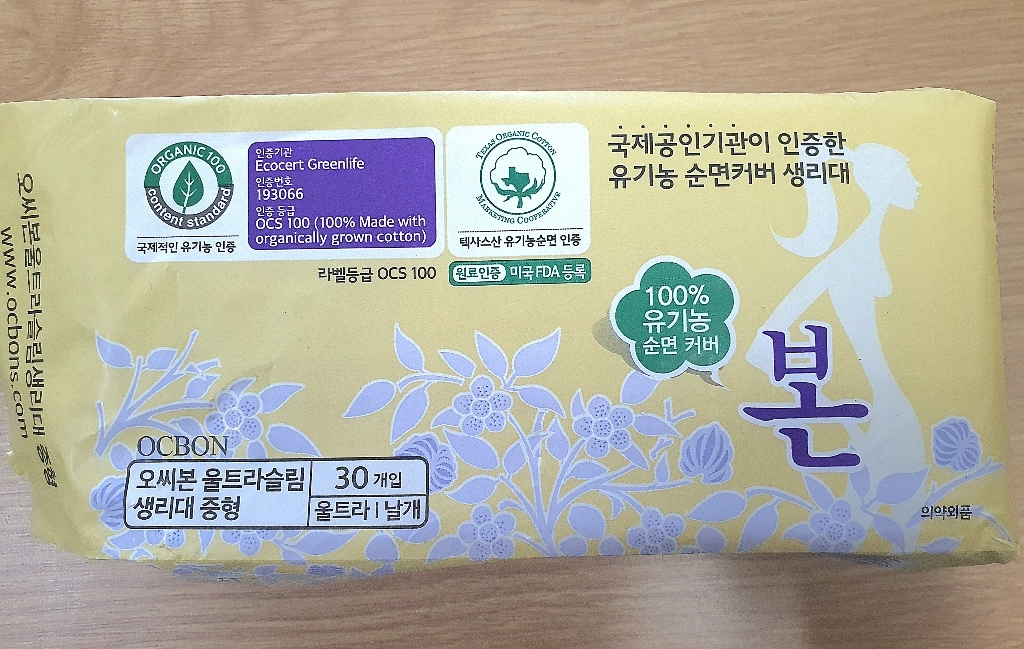 ORGANIC 100
content standard
국제적인 유기농 인증
인증기관
Ecocert Greenlife
인증번호
193066
인증 등급
OCS 100 (100% Made with
organically grown cotton)
라벨등급 OCS 100
TEXAS ORGANIC COTTON
MARKETING COOPERATIVE
텍사스산 유기농순면 인증
원료인증 미국 FDA 등록
국제공인기관이 인증한
유기농 순면커버 생리대
100%
유기농
순면 커버
본
OCBON
오씨본 울트라슬림
생리대 중형
30 개입
울트라 | 날개
의약외품
오씨본울트라슬림생리대 중형
www.ocbons.com